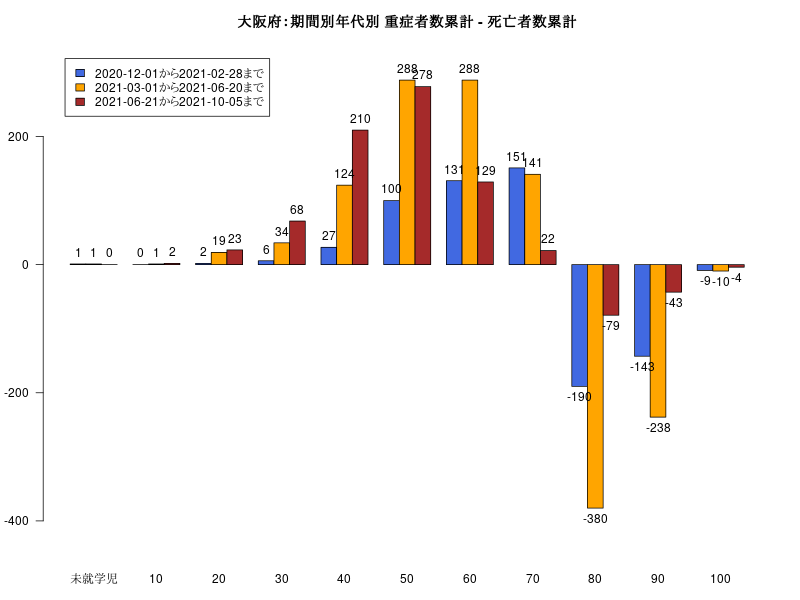 大阪府：期間別年代別 重症者数累計 - 死亡者数累計
2020-12-01から2021-02-28まで
2021-03-01から2021-06-20まで
2021-06-21から2021-10-05まで
200
0
-200
-400
1 1 0
0 1 2
2 19 23
6 34 68
27 124 210
100 288 278
131 288 129
151 141 22
-190 -380 -79
-143 -238 -43
-9 -10 -4
未就学児 10 20 30 40 50 60 70 80 90 100